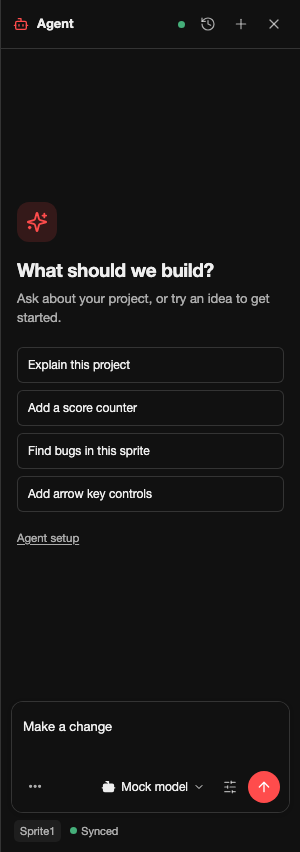 Agent
What should we build?
Ask about your project, or try an idea to get
started.
Explain this project
Add a score counter
Find bugs in this sprite
Add arrow key controls
Agent setup
Make a change
Mock model
Sprite1
Synced